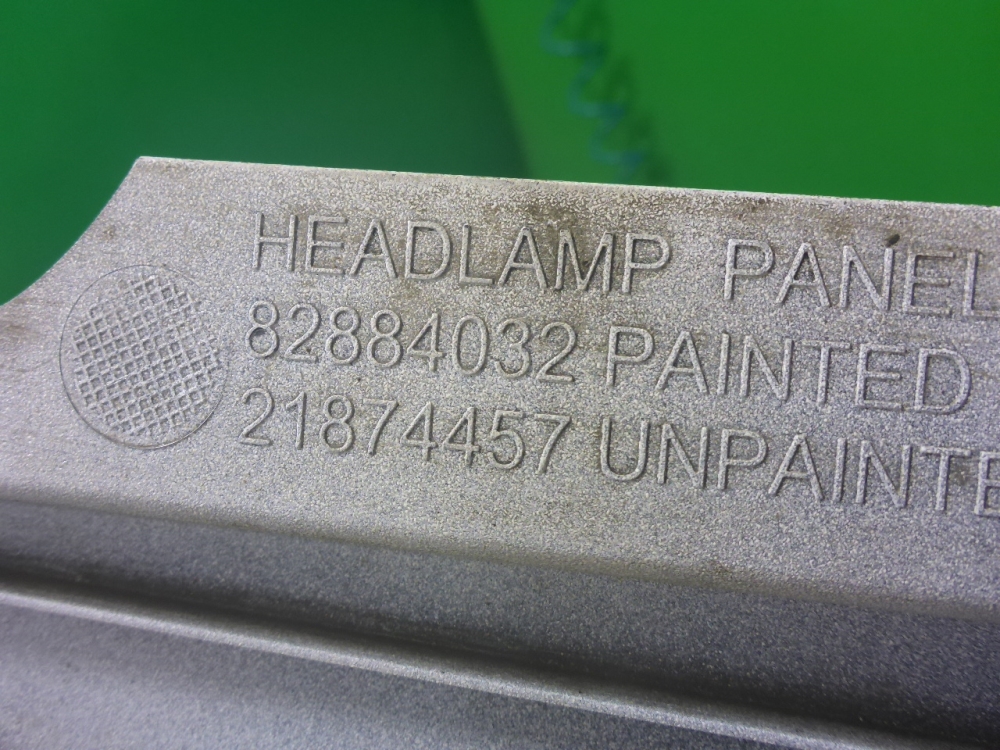 HEADLAMP PANEL
82884032 PAINTED
21874457 UNPAINTE